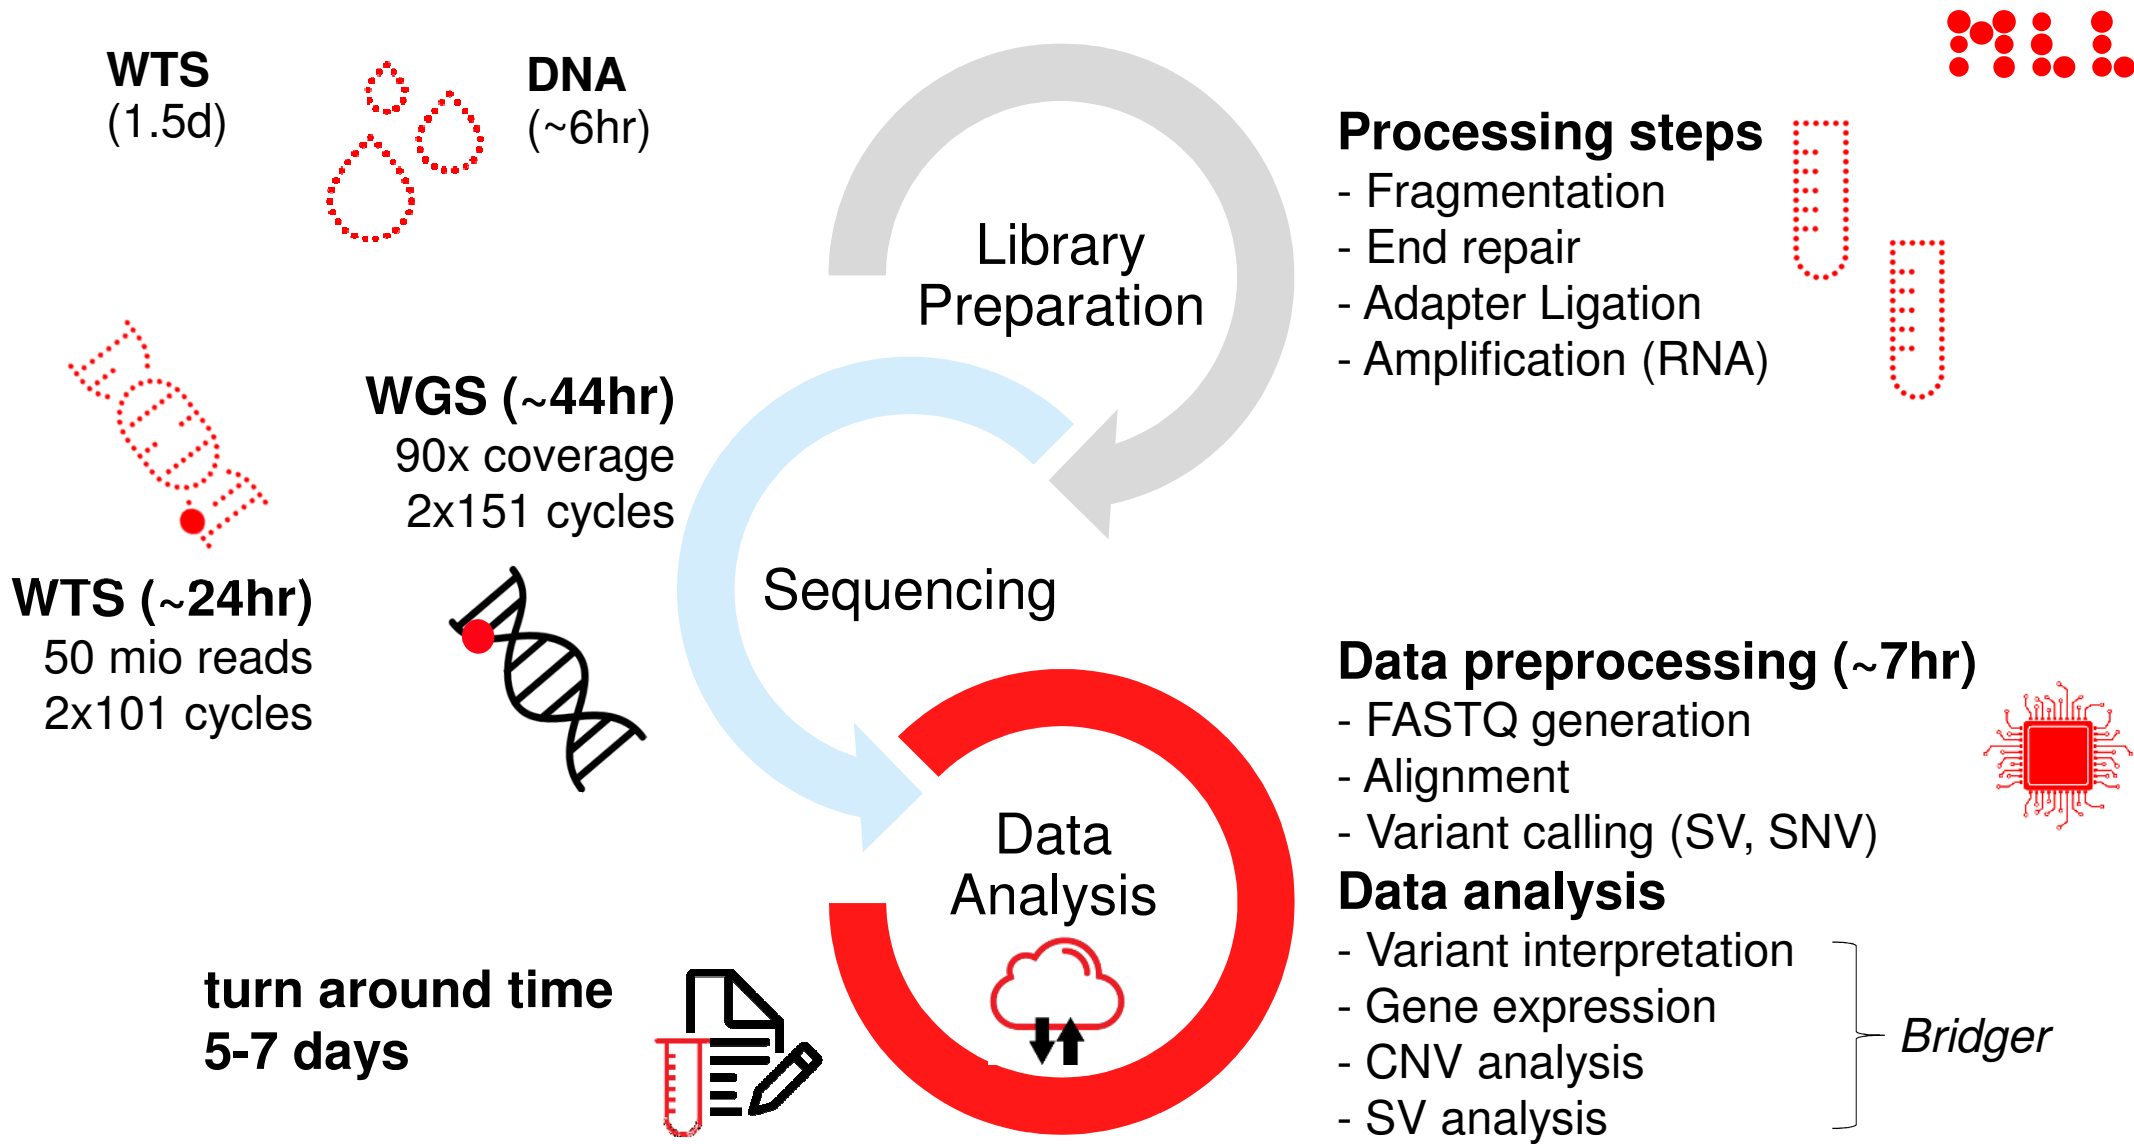 MLL
WTS
(1.5d)
DNA
(~6hr)
Library
Preparation
Processing steps
- Fragmentation
- End repair
- Adapter Ligation
- Amplification (RNA)
WGS (~44hr)
90x coverage
2x151 cycles
WTS (~24hr)
50 mio reads
2x101 cycles
Sequencing
Data preprocessing (~7hr)
- FASTQ generation
- Alignment
- Variant calling (SV, SNV)
Data
Analysis
Data analysis
- Variant interpretation
- Gene expression
- CNV analysis
- SV analysis
Bridger
turn around time
5-7 days